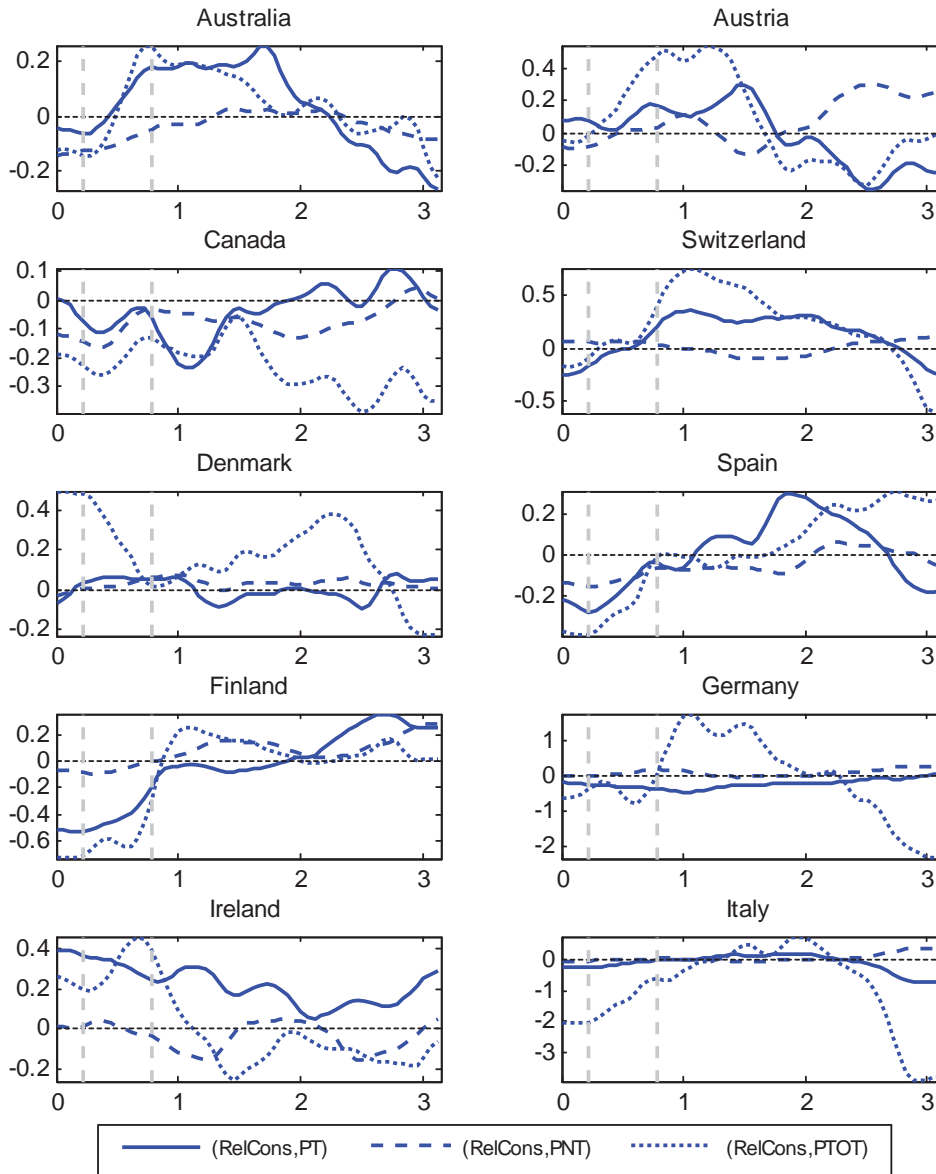 Australia
0.2
0
-0.2
0 1 2 3
Austria
0.4
0.2
0
-0.2
0 1 2 3
Canada
0.1
0
-0.1
-0.2
-0.3
0 1 2 3
Switzerland
0.5
0
-0.5
0 1 2 3
Denmark
0.4
0.2
0
-0.2
0 1 2 3
Spain
0.2
0
-0.2
0 1 2 3
Finland
0.2
0
-0.2
-0.4
-0.6
0 1 2 3
Germany
1
0
-1
-2
0 1 2 3
Ireland
0.4
0.2
0
-0.2
0 1 2 3
Italy
0
-1
-2
-3
0 1 2 3
(RelCons,PT) (RelCons,PNT) (RelCons,PTOT)